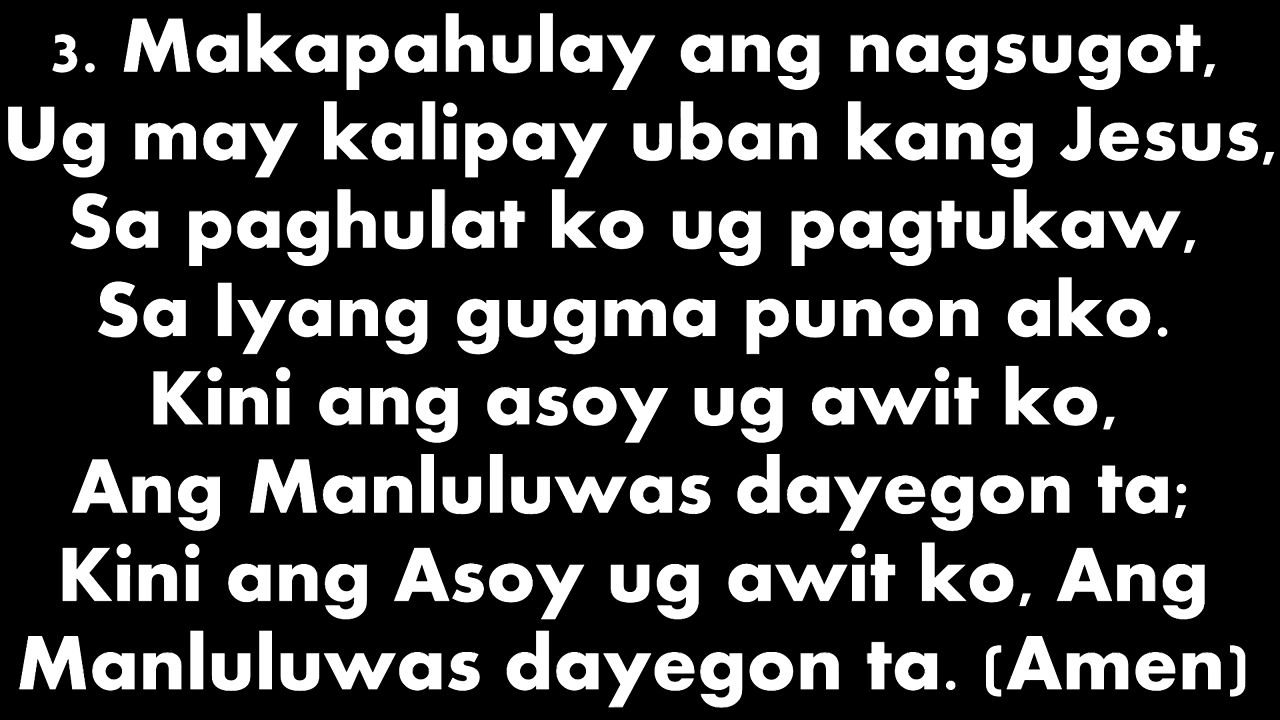 3. Makapahulay ang nagsugot,
Ug may kalipay uban kang Jesus,
Sa paghulat ko ug pagtukaw,
Sa Iyang gugma punon ako.
Kini ang asoy ug awit ko,
Ang Manluluwas dayegon ta;
Kini ang Asoy ug awit ko, Ang
Manluluwas dayegon ta. (Amen)